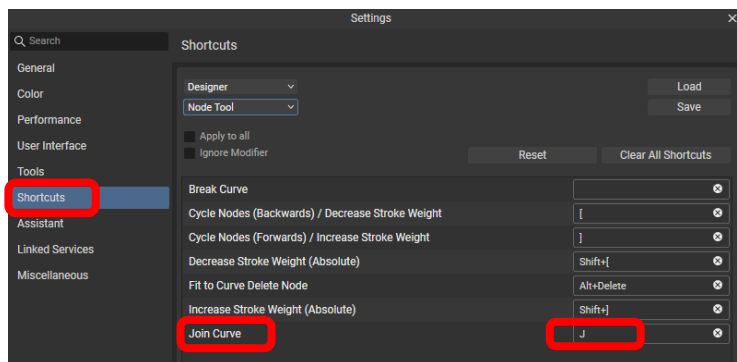 Settings
Search
Shortcuts
General
Color
Performance
User Interface
Tools
Shortcuts
Assistant
Linked Services
Miscellaneous
Designer
Load
Node Tool
Save
Apply to all
Ignore Modifier
Reset
Clear All Shortcuts
Break Curve
Cycle Nodes (Backwards) / Decrease Stroke Weight [
Cycle Nodes (Forwards) / Increase Stroke Weight ]
Decrease Stroke Weight (Absolute) Shift+[
Fit to Curve Delete Node Alt+Delete
Increase Stroke Weight (Absolute) Shift+]
Join Curve J